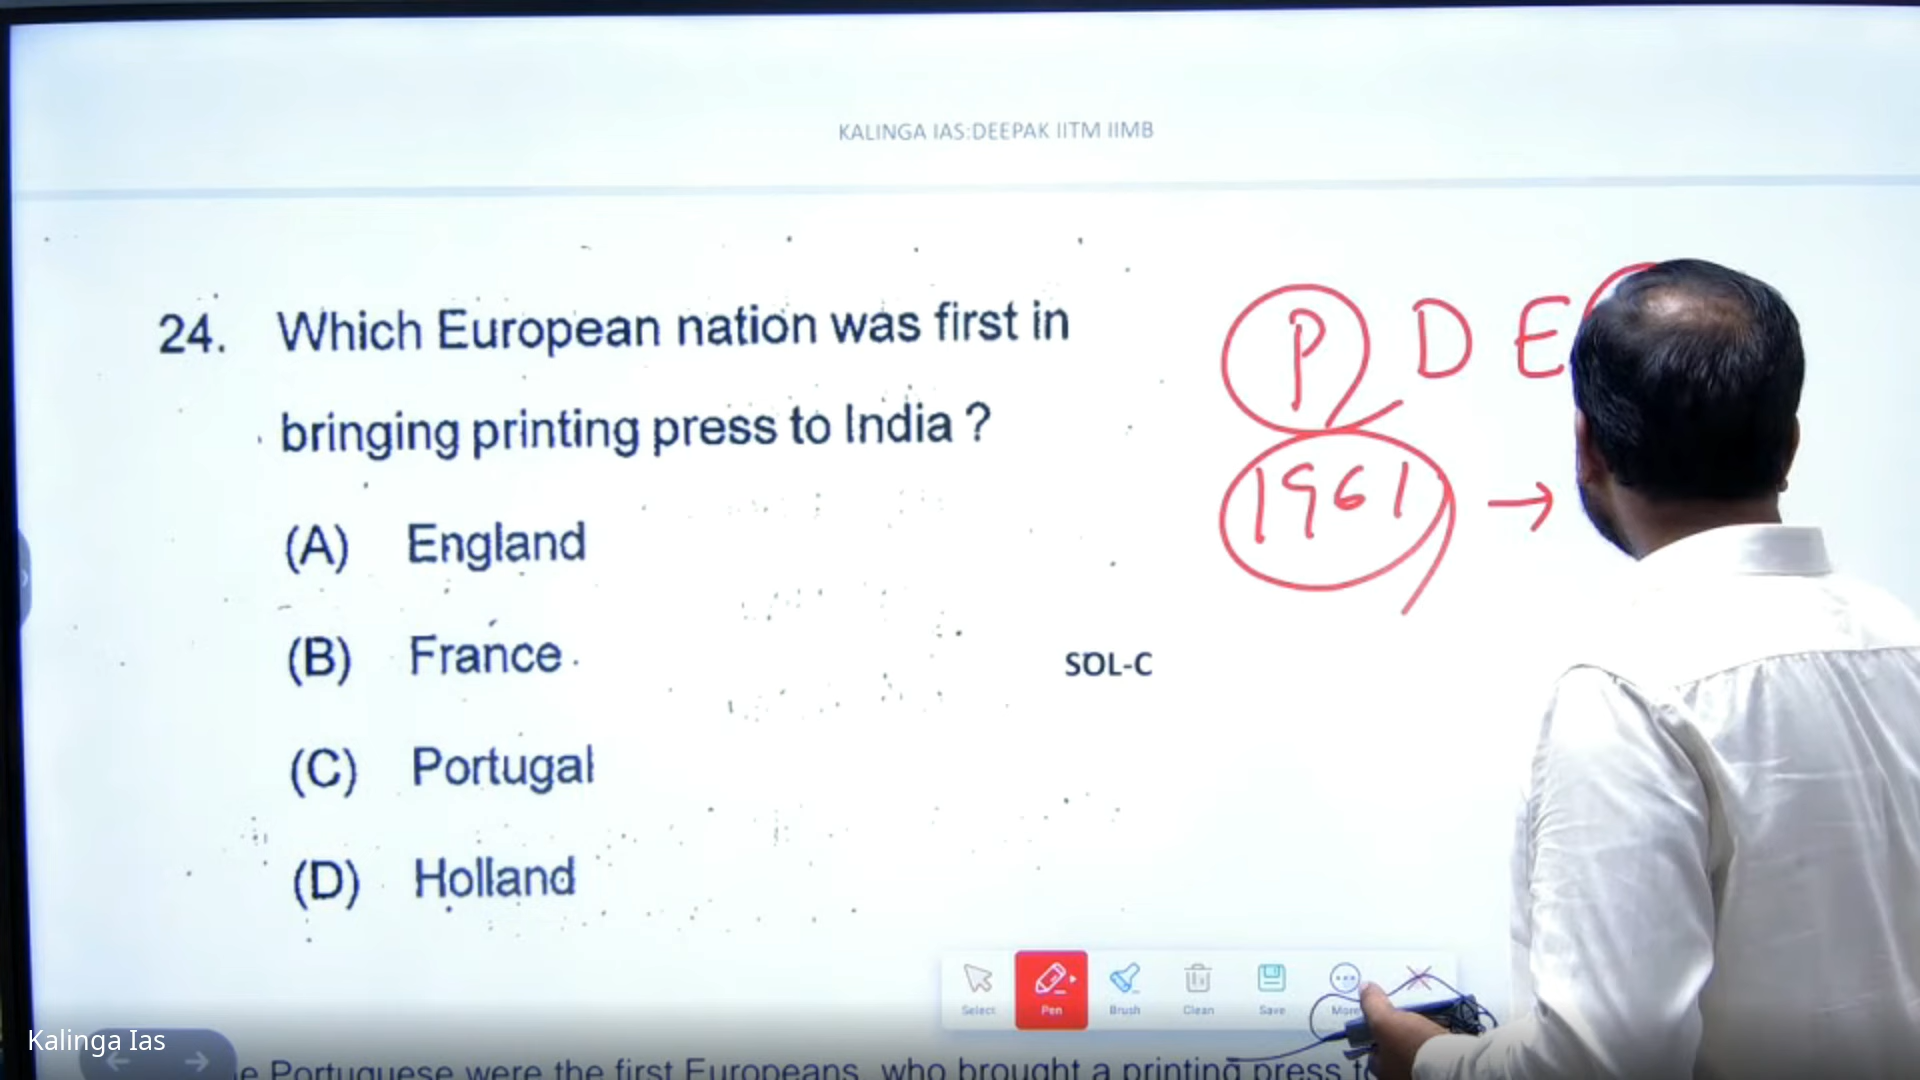 KALINGA IAS:DEEPAK IITM IIMB
24. Which European nation was first in
bringing printing press to India ?
(A) England
(B) France
(C) Portugal
(D) Holland
SOL-C
P D E
1961 →
Select Pen Brush Clean Save More
Kalinga Ias
e Portuguese were the first Europeans, who brought a printing press